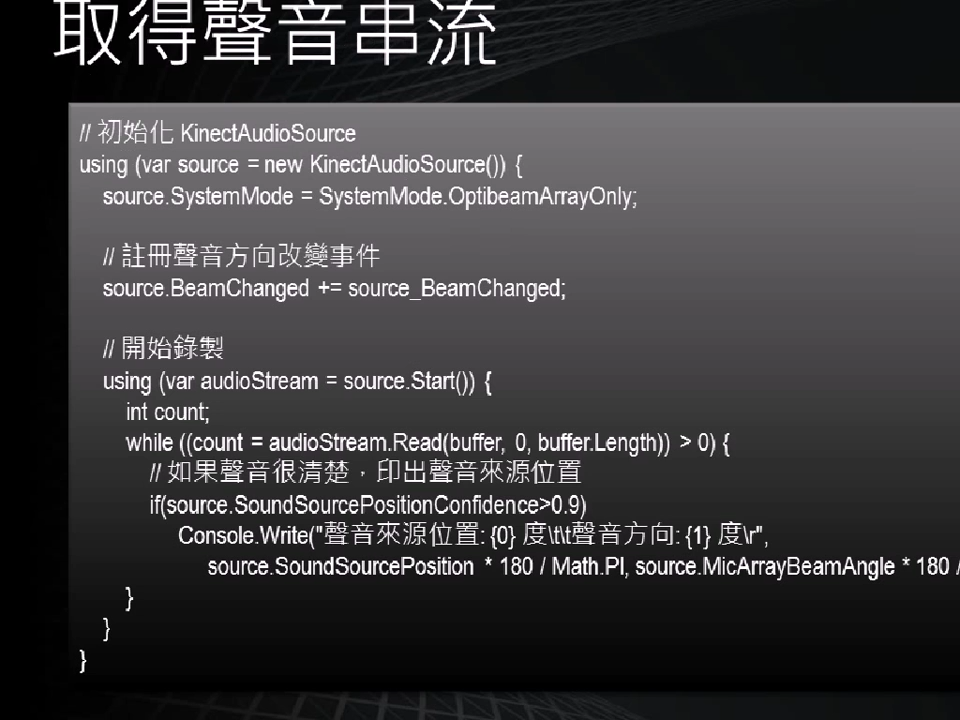 取得聲音串流
// 初始化 KinectAudioSource
using (var source = new KinectAudioSource()) {
source.SystemMode = SystemMode.OptibeamArrayOnly;
// 註冊聲音方向改變事件
source.BeamChanged += source_BeamChanged;
// 開始錄製
using (var audioStream = source.Start()) {
int count;
while ((count = audioStream.Read(buffer, 0, buffer.Length)) > 0) {
// 如果聲音很清楚，印出聲音來源位置
if(source.SoundSourcePositionConfidence>0.9)
Console.Write("聲音來源位置: {0} 度\t\t聲音方向: {1} 度\r",
source.SoundSourcePosition * 180 / Math.PI, source.MicArrayBeamAngle * 180 /
}
}
}